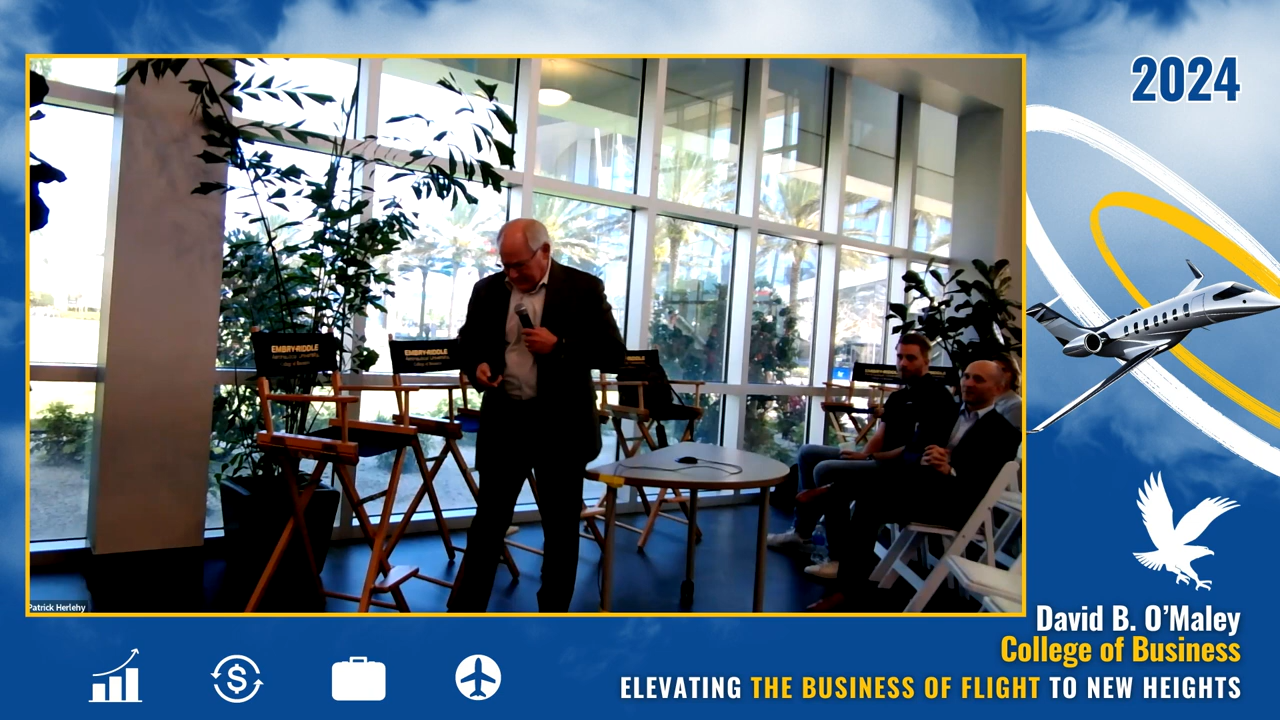 2024
EMBRY-RIDDLE
EMBRY-RIDDLE
RIDDLE
Patrick Herlehy
David B. O'Maley
College of Business
ELEVATING THE BUSINESS OF FLIGHT TO NEW HEIGHTS